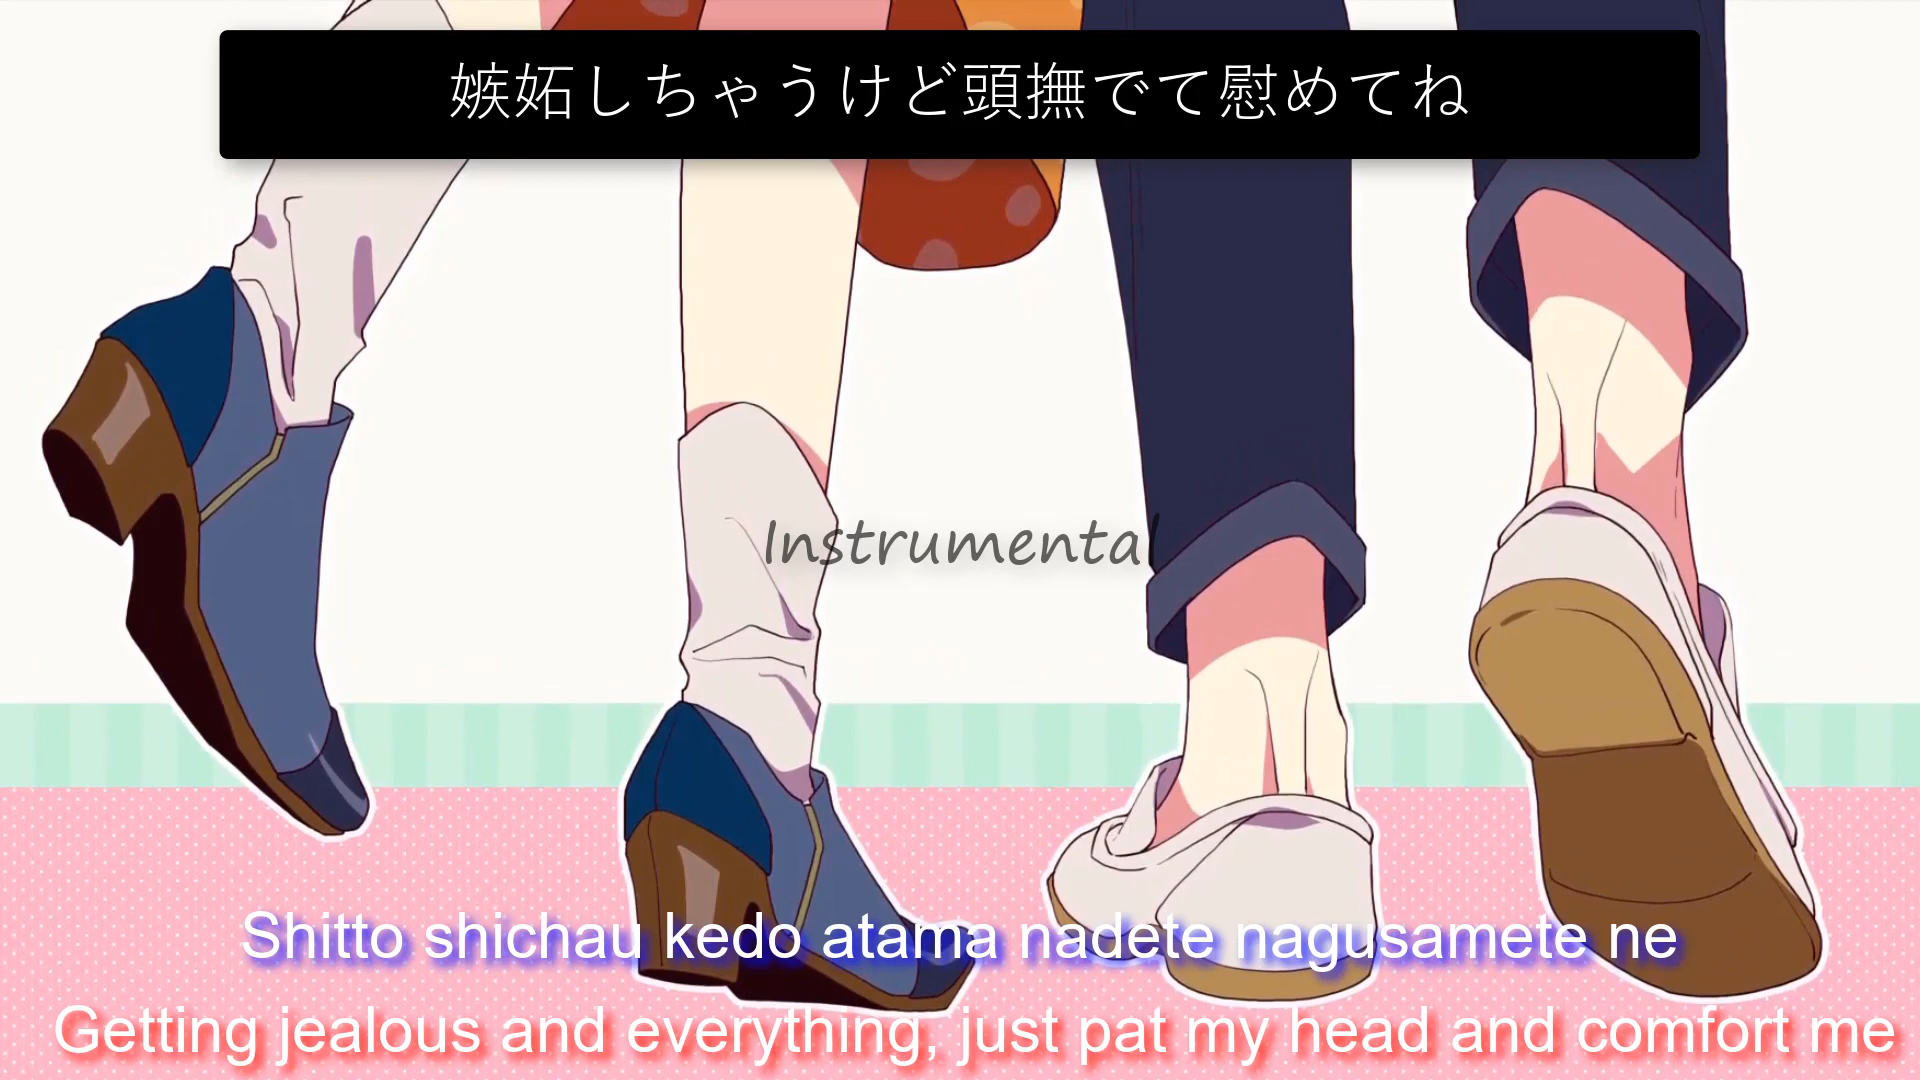 嫉妬しちゃうけど頭撫でて慰めてね
Instrumental
Shitto shichau kedo atama nadete nagusamete ne
Getting jealous and everything, just pat my head and comfort me